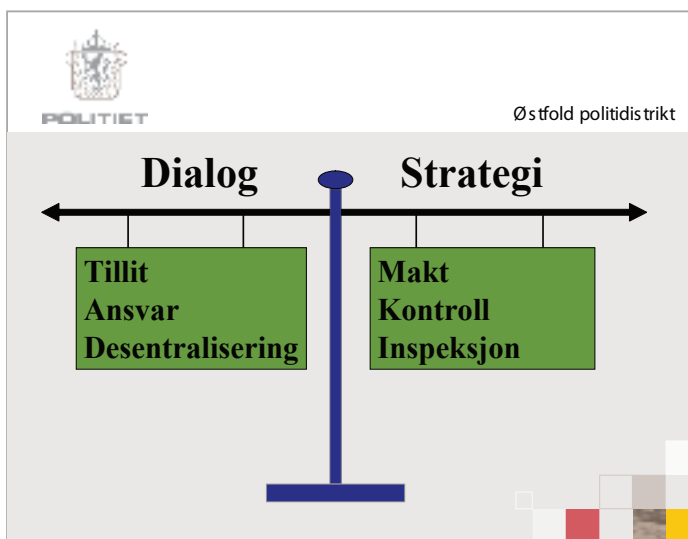 POLITIET
Østfold politidistrikt
Dialog
Strategi
Tillit
Ansvar
Desentralisering
Makt
Kontroll
Inspeksjon